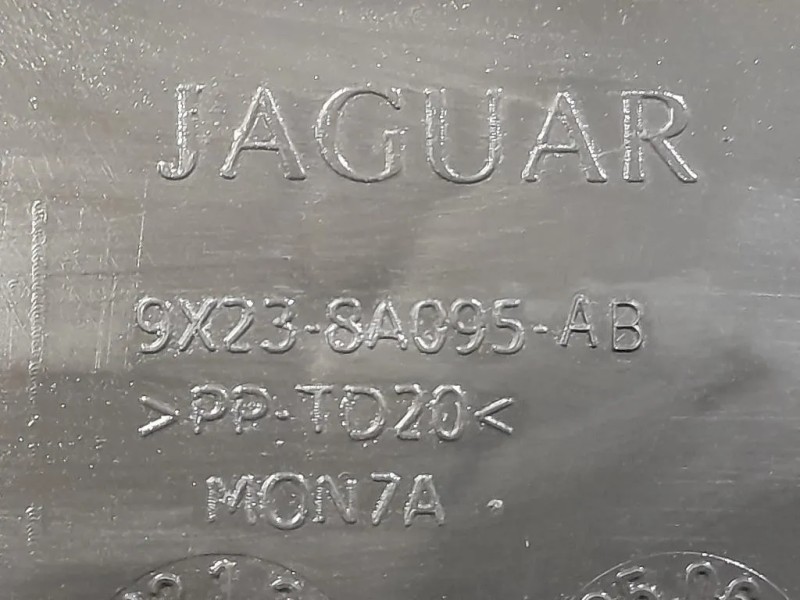 JAGUAR
9X23-8A095-AB
>PP-TD20<
MON7A